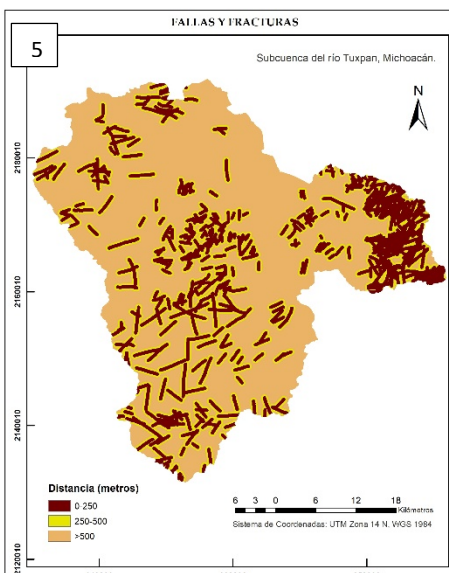 FALLAS Y FRACTURAS
5
Subcuenca del río Tuxpan, Michoacán.
N
2180010
2160010
2140010
2120010
Distancia (metros)
0-250
250-500
>500
6 3 0 6 12 18
Kilómetros
Sistema de Coordenadas: UTM Zona 14 N. WGS 1984